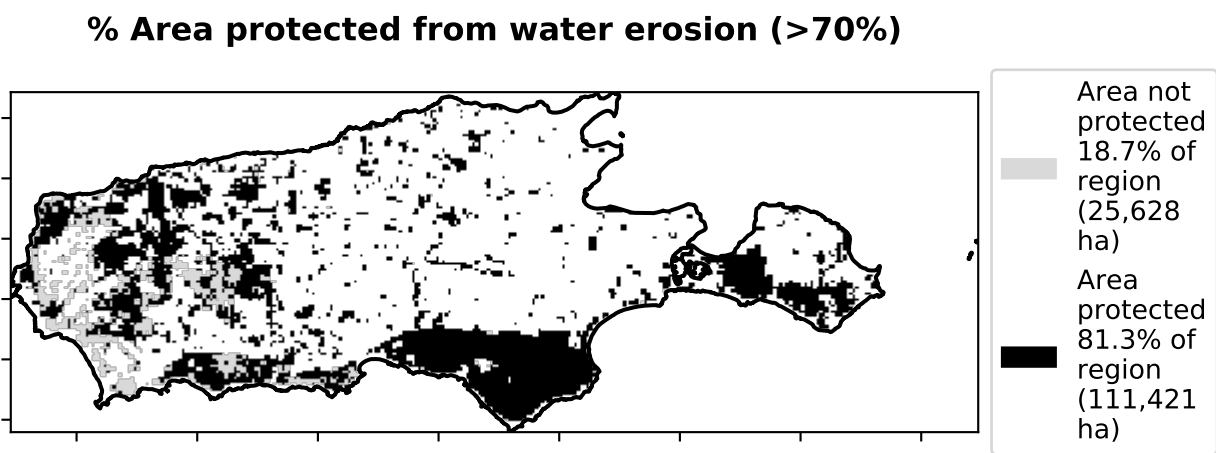 % Area protected from water erosion (>70%)
Area not
protected
18.7% of
region
(25,628
ha)
Area
protected
81.3% of
region
(111,421
ha)